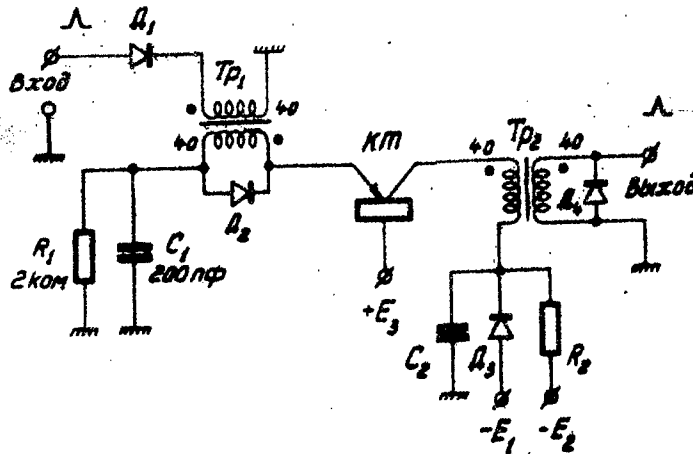 Д₁
Вход
Тр₁
40
40
Д₂
R₁
2 ком
C₁
200 пф
КТ
+E₃
40
Тр₂
40
Д₄
Выход
C₂
Д₃
R₂
-E₁
-E₂